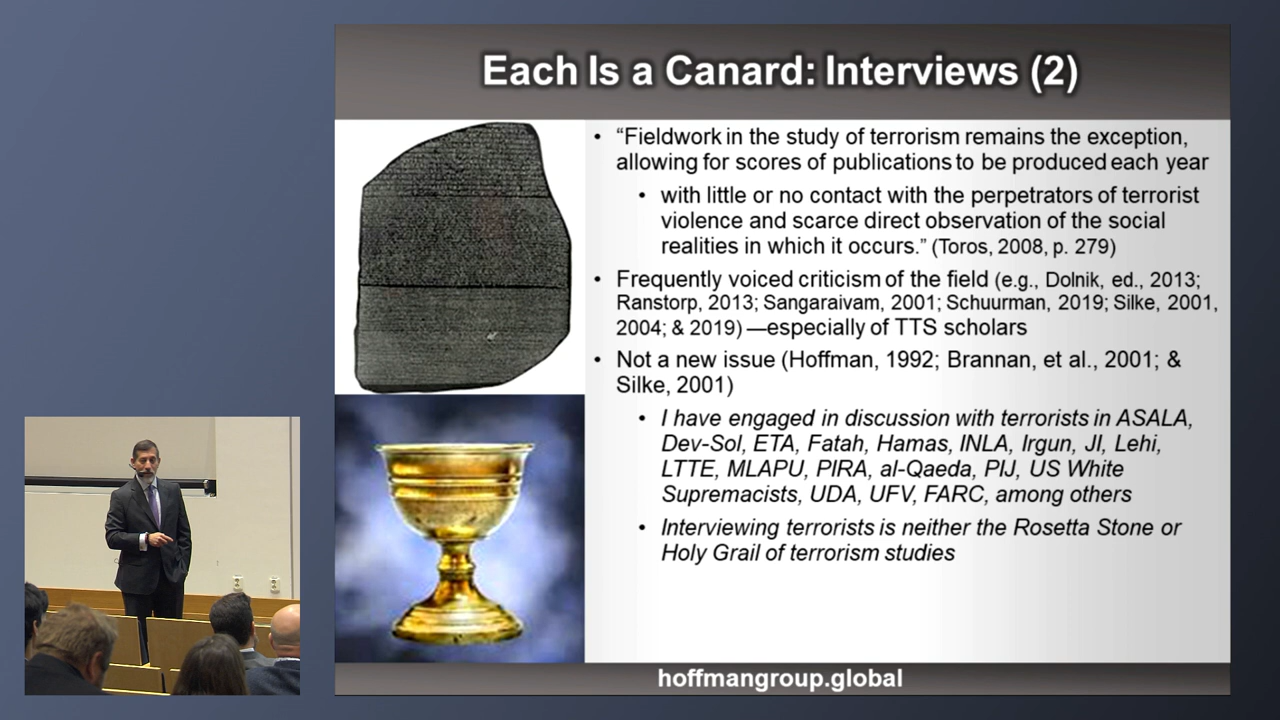 Each Is a Canard: Interviews (2)
• “Fieldwork in the study of terrorism remains the exception,
allowing for scores of publications to be produced each year
• with little or no contact with the perpetrators of terrorist
violence and scarce direct observation of the social
realities in which it occurs.” (Toros, 2008, p. 279)
• Frequently voiced criticism of the field (e.g., Dolnik, ed., 2013;
Ranstorp, 2013; Sangaraivam, 2001; Schuurman, 2019; Silke, 2001,
2004; & 2019) —especially of TTS scholars
• Not a new issue (Hoffman, 1992; Brannan, et al., 2001; &
Silke, 2001)
• I have engaged in discussion with terrorists in ASALA,
Dev-Sol, ETA, Fatah, Hamas, INLA, Irgun, JI, Lehi,
LTTE, MLAPU, PIRA, al-Qaeda, PIJ, US White
Supremacists, UDA, UFV, FARC, among others
• Interviewing terrorists is neither the Rosetta Stone or
Holy Grail of terrorism studies
hoffmangroup.global